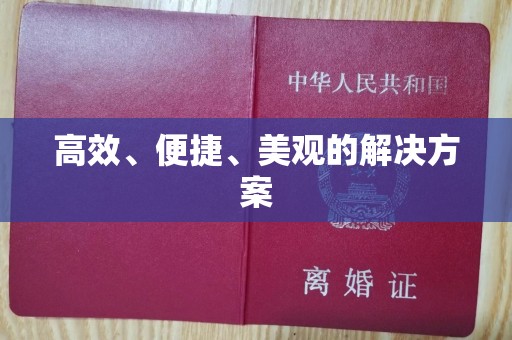 中华人民共和国
高效、便捷、美观的解决方
案
离婚证